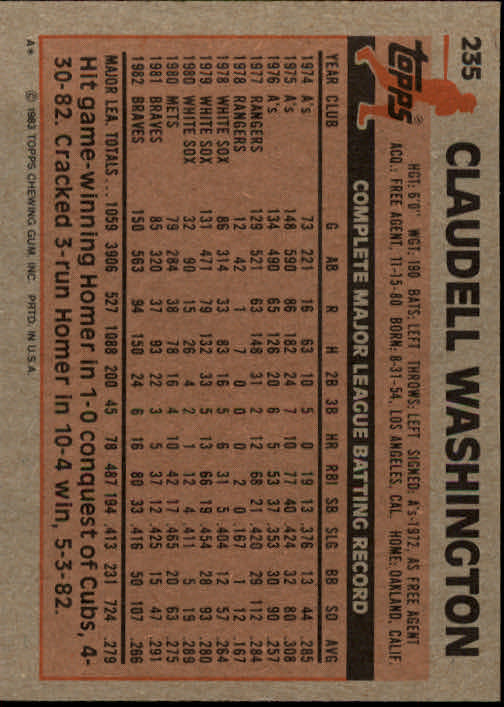 235
topps®
CLAUDELL WASHINGTON
HGT: 6'0" WGT: 190 BATS: LEFT THROWS: LEFT SIGNED: A's-1972, AS FREE AGENT
ACQ.: FREE AGENT, 11-15-80 BORN: 8-31-54, LOS ANGELES, CAL. HOME: OAKLAND, CALIF.
COMPLETE MAJOR LEAGUE BATTING RECORD
YEAR CLUB G AB R H 2B 3B HR RBI SB SLG BB SO AVG
1974 A's 73 221 16 63 10 5 0 19 13 .376 13 44 .285
1975 A's 148 590 86 182 24 7 10 77 40 .424 32 80 .308
1976 A's 134 490 65 126 20 6 5 53 37 .353 30 90 .257
1977 RANGERS 129 521 63 148 31 2 12 68 21 .420 29 112 .284
1978 RANGERS 12 42 1 7 0 0 0 2 0 .167 1 12 .167
1978 WHITE SOX 86 314 33 83 16 5 6 31 5 .404 12 57 .264
1979 WHITE SOX 131 471 79 132 33 5 13 66 19 .454 28 93 .280
1980 WHITE SOX 32 90 15 26 4 2 1 12 4 .411 5 19 .289
1980 METS 79 284 38 78 16 4 10 42 17 .465 20 63 .275
1981 BRAVES 85 320 37 93 22 3 5 37 12 .425 15 47 .291
1982 BRAVES 150 563 94 150 24 6 16 80 33 .416 50 107 .266
MAJOR LEA. TOTALS ... 1059 3906 527 1088 200 45 78 487 194 .413 231 724 .279
Hit game-winning Homer in 1-0 conquest of Cubs, 4-
30-82. Cracked 3-run Homer in 10-4 win, 5-3-82.
A* © 1983 TOPPS CHEWING GUM, INC. PRTD. IN U.S.A.